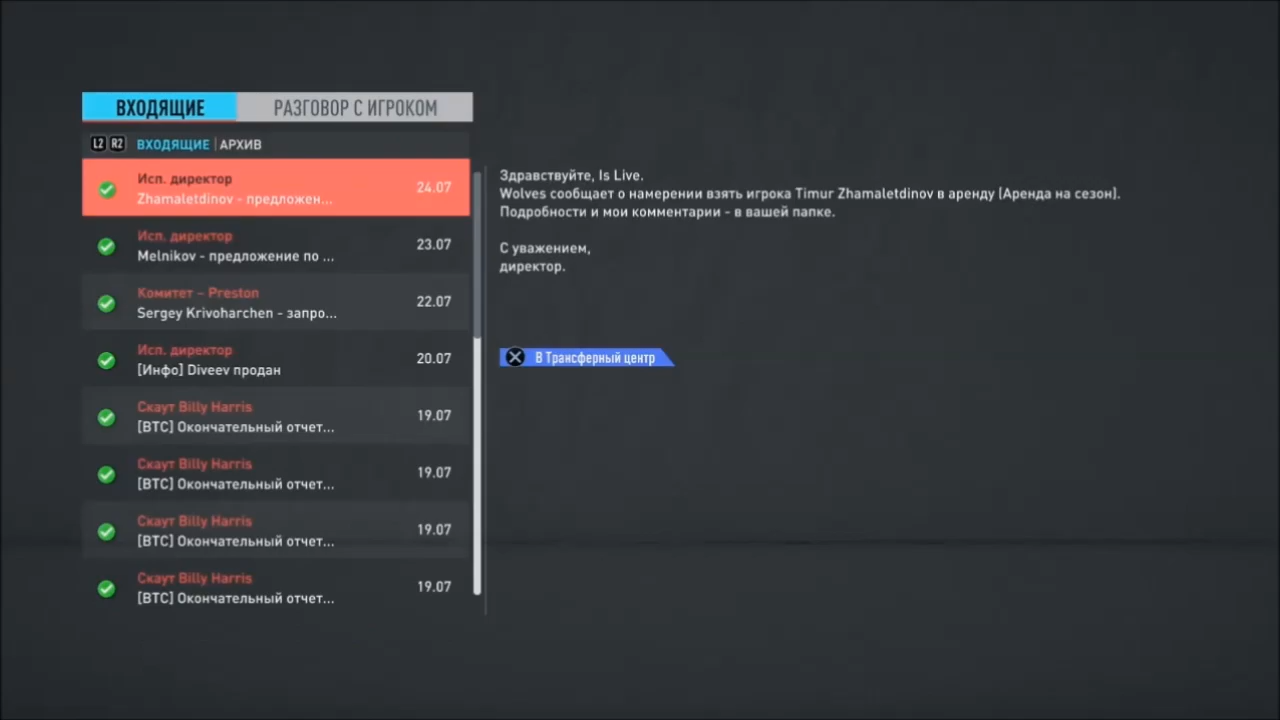 ВХОДЯЩИЕ РАЗГОВОР С ИГРОКОМ
L2 R2 ВХОДЯЩИЕ | АРХИВ
Исп. директор
Zhamaletdinov - предложен... 24.07
Исп. директор
Melnikov - предложение по ... 23.07
Комитет – Preston
Sergey Krivoharchen - запро... 22.07
Исп. директор
[Инфо] Diveev продан 20.07
Скаут Billy Harris
[ВТС] Окончательный отчет... 19.07
Скаут Billy Harris
[ВТС] Окончательный отчет... 19.07
Скаут Billy Harris
[ВТС] Окончательный отчет... 19.07
Скаут Billy Harris
[ВТС] Окончательный отчет... 19.07
Здравствуйте, Is Live.
Wolves сообщает о намерении взять игрока Timur Zhamaletdinov в аренду (Аренда на сезон).
Подробности и мои комментарии - в вашей папке.
С уважением,
директор.
В Трансферный центр